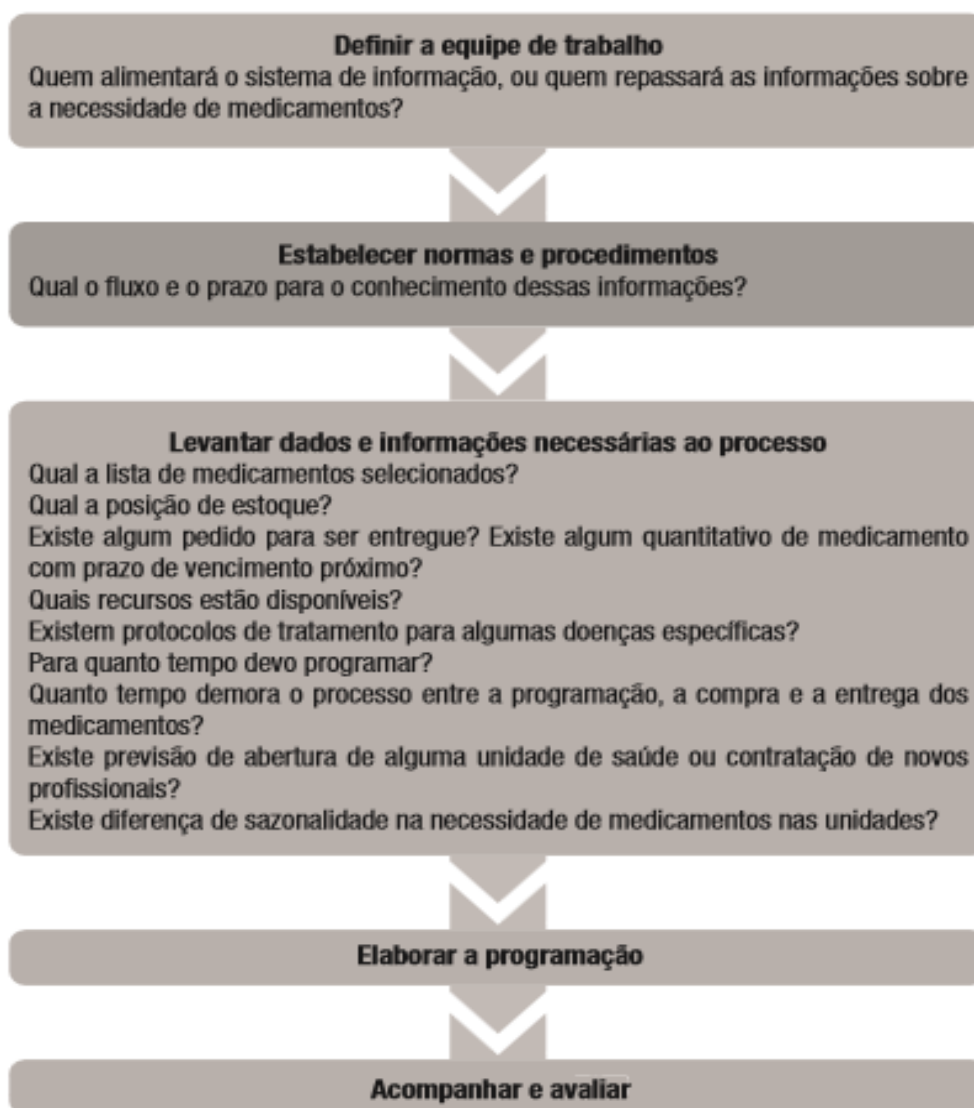 Definir a equipe de trabalho
Quem alimentará o sistema de informação, ou quem repassará as informações sobre
a necessidade de medicamentos?
Estabelecer normas e procedimentos
Qual o fluxo e o prazo para o conhecimento dessas informações?
Levantar dados e informações necessárias ao processo
Qual a lista de medicamentos selecionados?
Qual a posição de estoque?
Existe algum pedido para ser entregue? Existe algum quantitativo de medicamento
com prazo de vencimento próximo?
Quais recursos estão disponíveis?
Existem protocolos de tratamento para algumas doenças específicas?
Para quanto tempo devo programar?
Quanto tempo demora o processo entre a programação, a compra e a entrega dos
medicamentos?
Existe previsão de abertura de alguma unidade de saúde ou contratação de novos
profissionais?
Existe diferença de sazonalidade na necessidade de medicamentos nas unidades?
Elaborar a programação
Acompanhar e avaliar